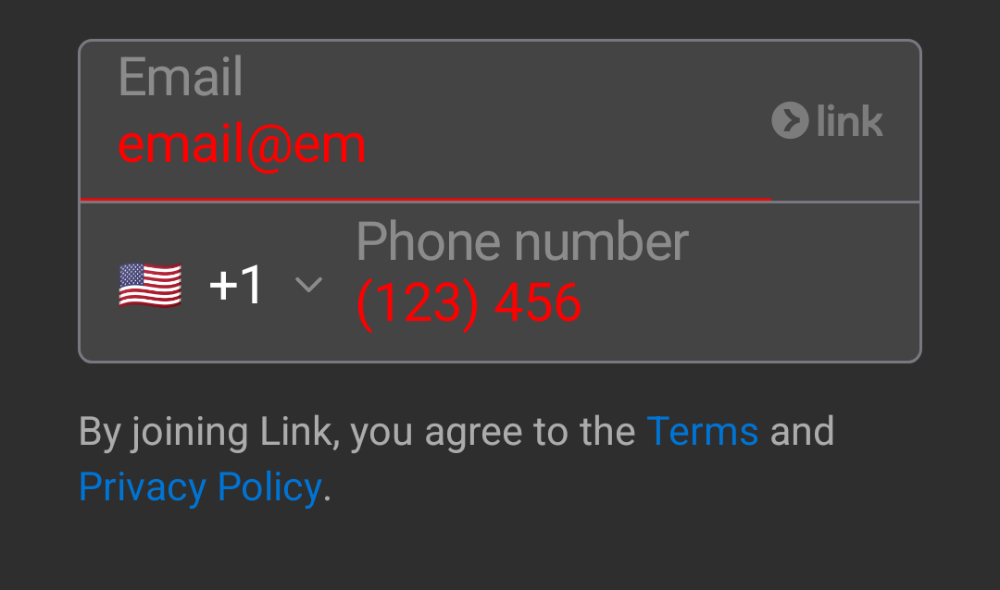 Email
email@em
link
Phone number
+1
(123) 456
By joining Link, you agree to the Terms and
Privacy Policy.